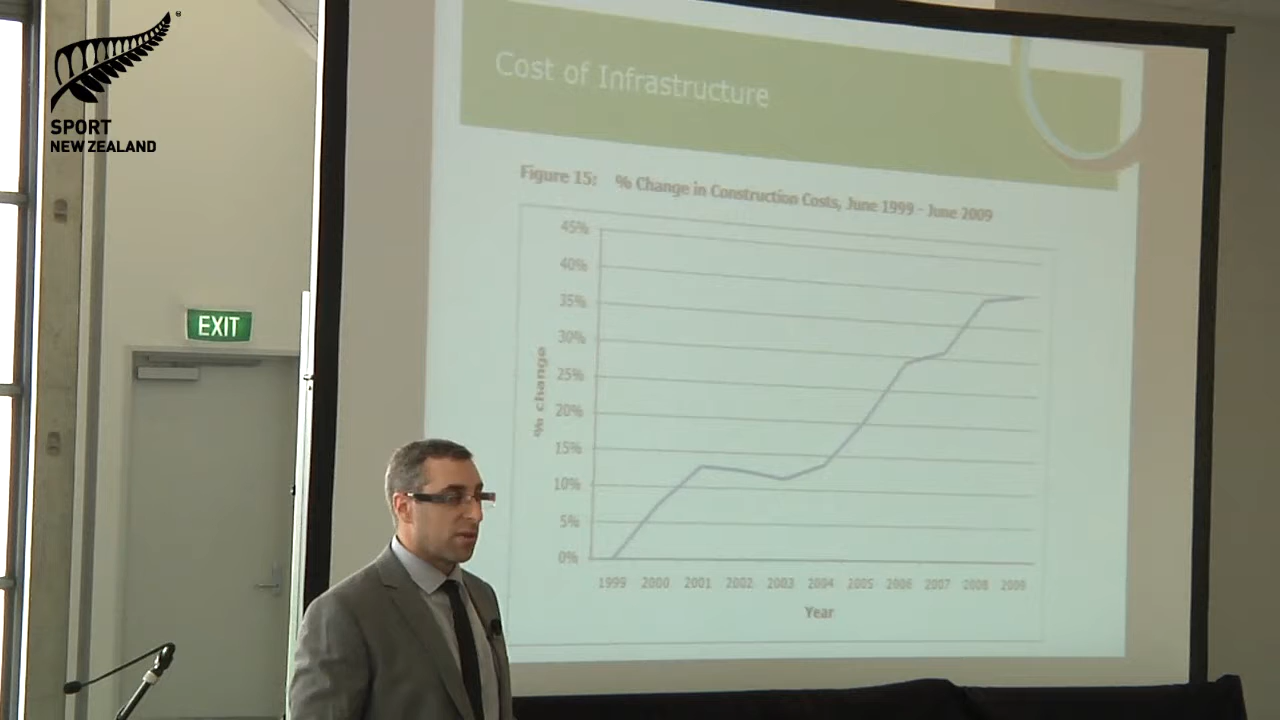 SPORT
NEW ZEALAND
EXIT
Cost of Infrastructure
Figure 15: % Change in Construction Costs, June 1999 - June 2009
45%
40%
35%
30%
25%
20%
15%
10%
5%
0%
% change
1999 2000 2001 2002 2003 2004 2005 2006 2007 2008 2009
Year